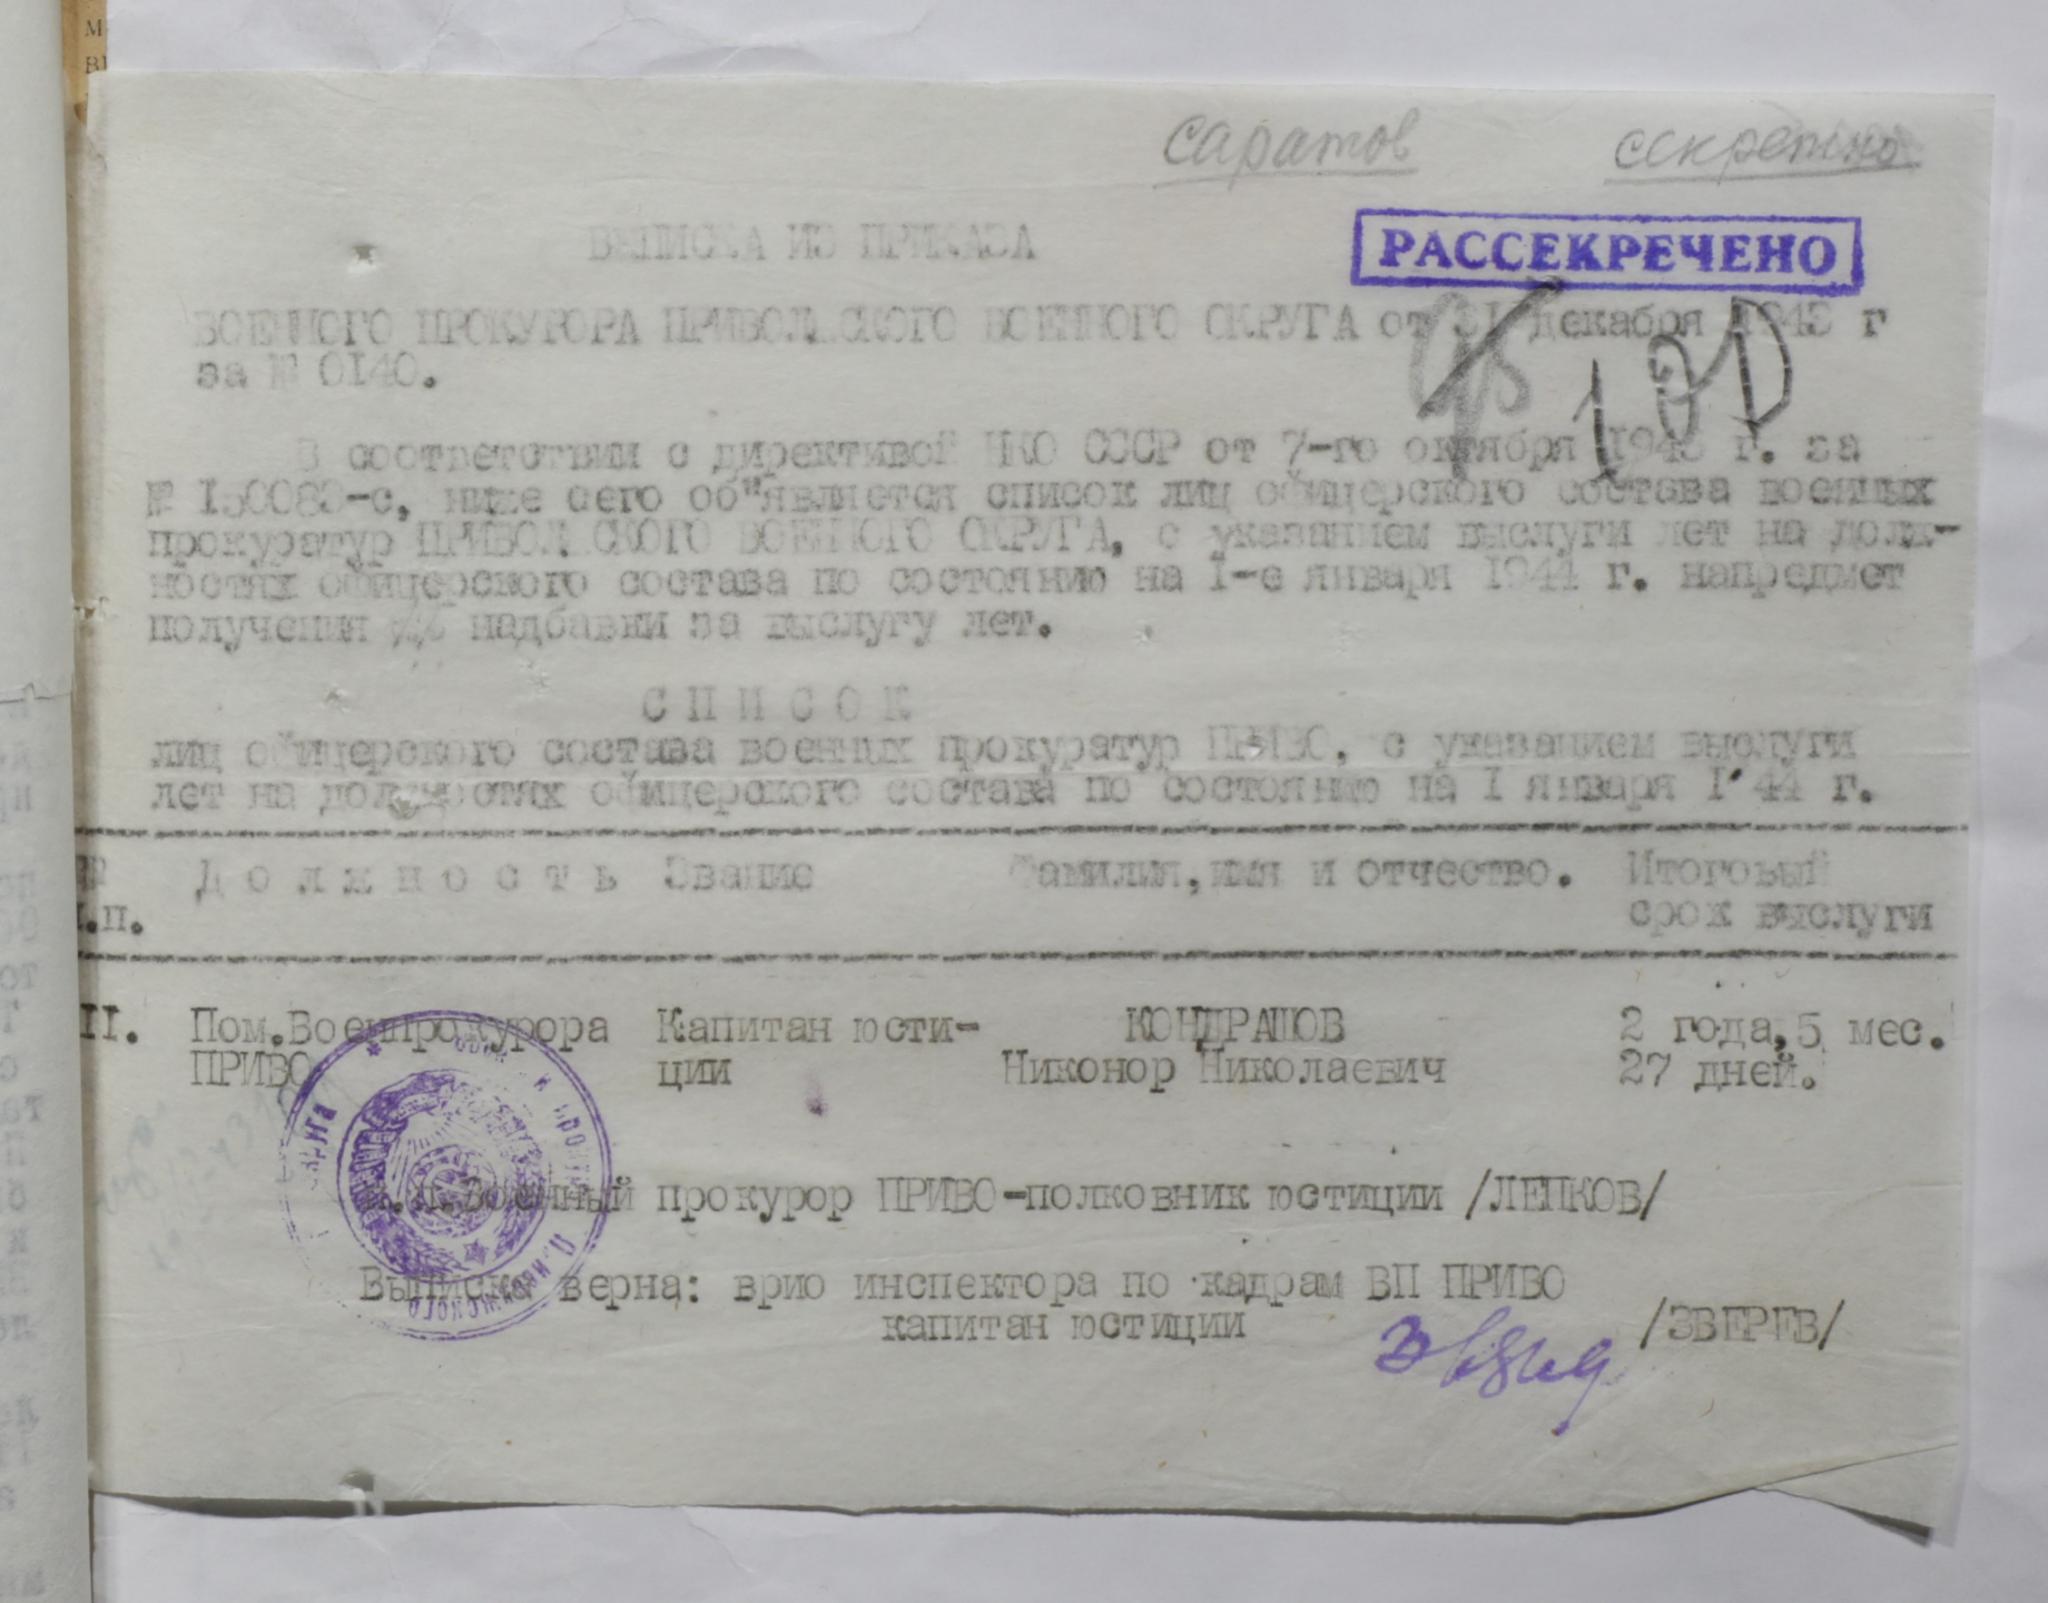 саратов секретно
РАССЕКРЕЧЕНО
ВЫПИСКА ИЗ ПРИКАЗА
ВОЕННОГО ПРОКУРОРА ПРИВОЛЖСКОГО ВОЕННОГО ОКРУГА от 31 декабря 1943 г
за № 0140.
В соответствии с директивой НКО СССР от 7-го октября 1943 г. за
№ 150083-с, ниже сего об"является список лиц офицерского состава военных
прокуратур ПРИВОЛЖСКОГО ВОЕННОГО ОКРУГА, с указанием выслуги лет на долж-
ностях офицерского состава по состоянию на I-е января 1944 г. напредмет
получения надбавки за выслугу лет.
С П И С О К
лиц офицерского состава военных прокуратур ПРИВО, с указанием выслуги
лет на должностях офицерского состава по состоянию на I января 1944 г.
№ Д о л ж н о с т ь Звание Фамилия, имя и отчество. Итоговый
п.п. срок выслуги
II. Пом.Военпрокурора Капитан юсти- КОНДРАШОВ 2 года, 5 мес.
ПРИВО ции Никонор Николаевич 27 дней.
п.п.Военный прокурор ПРИВО-полковник юстиции /ЛЕПКОВ/
Выписка верна: врио инспектора по кадрам ВП ПРИВО
капитан юстиции /ЗВЕРЕВ/